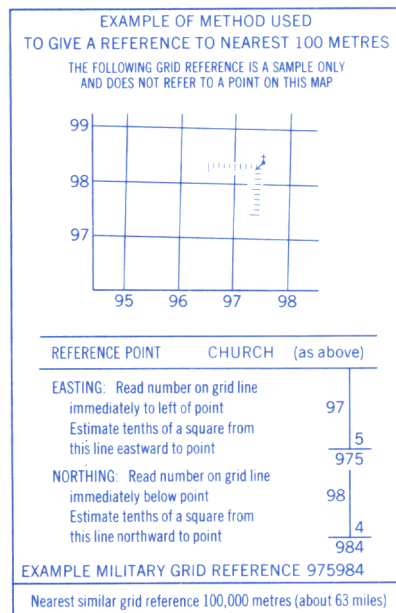 EXAMPLE OF METHOD USED
TO GIVE A REFERENCE TO NEAREST 100 METRES
THE FOLLOWING GRID REFERENCE IS A SAMPLE ONLY
AND DOES NOT REFER TO A POINT ON THIS MAP
99
98
97
95 96 97 98
REFERENCE POINT CHURCH (as above)
EASTING: Read number on grid line
immediately to left of point 97
Estimate tenths of a square from
this line eastward to point 5
975
NORTHING: Read number on grid line
immediately below point 98
Estimate tenths of a square from
this line northward to point 4
984
EXAMPLE MILITARY GRID REFERENCE 975984
Nearest similar grid reference 100,000 metres (about 63 miles)